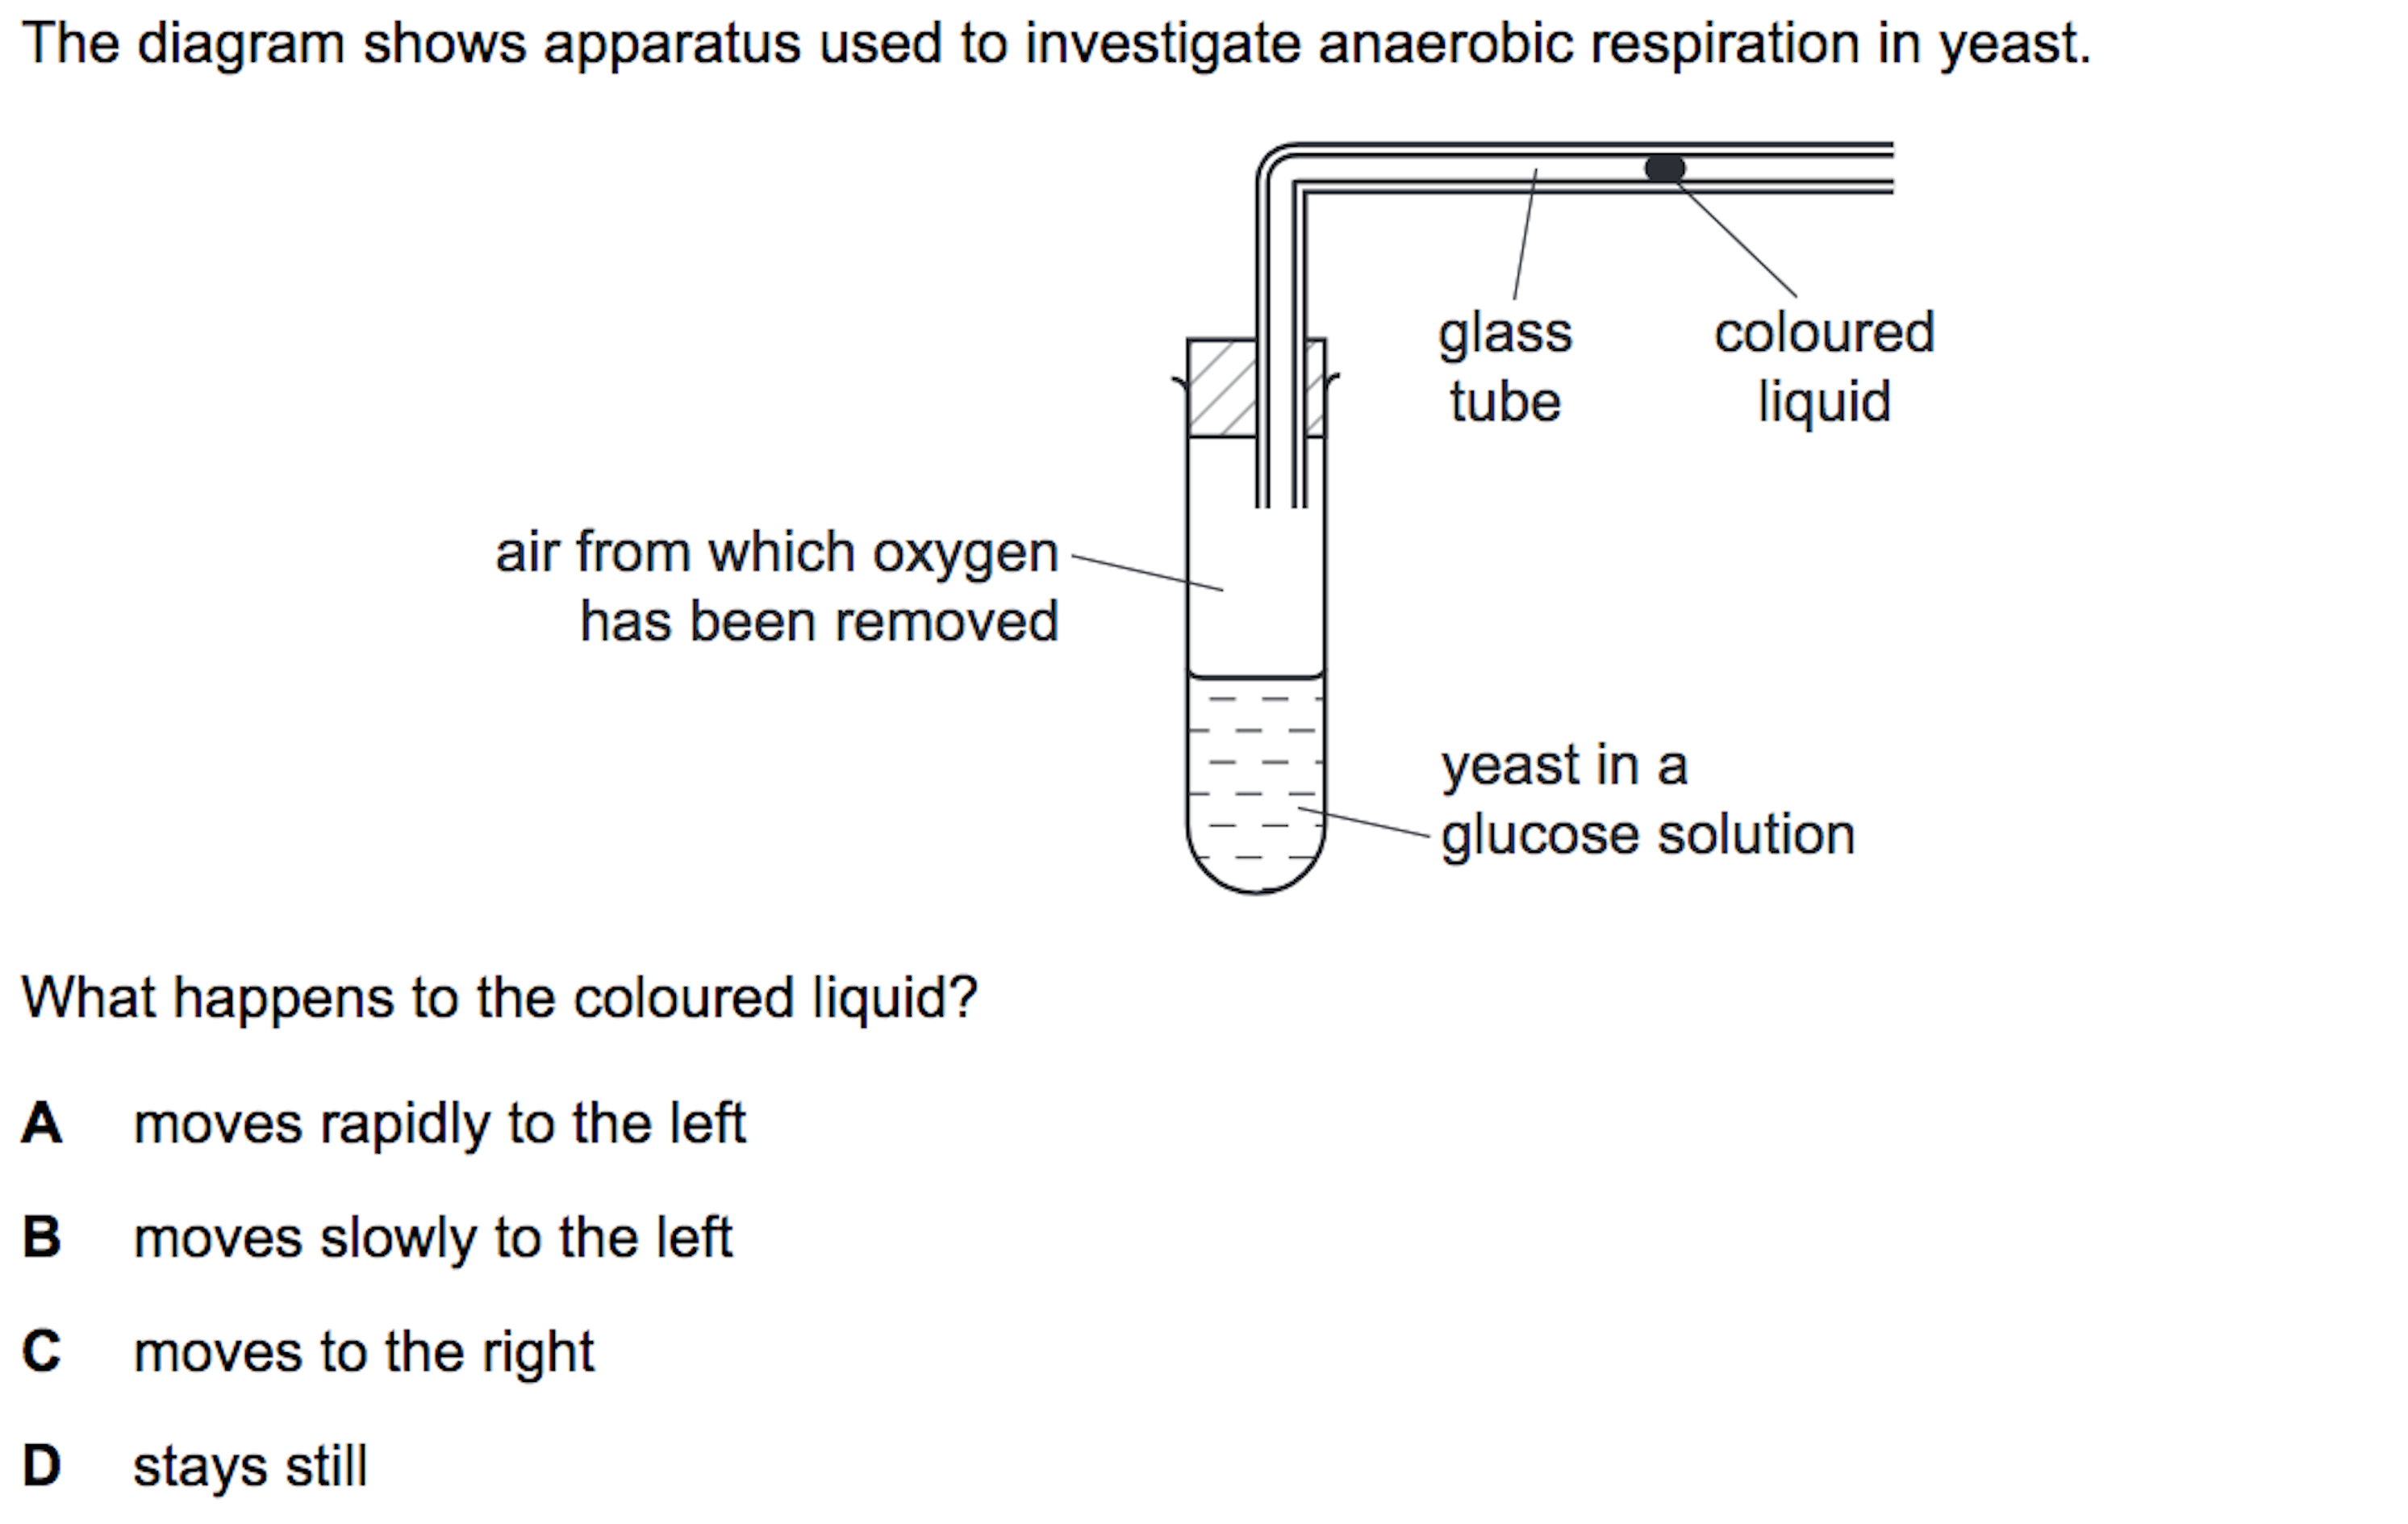 The diagram shows apparatus used to investigate anaerobic respiration in yeast.
glass
tube
coloured
liquid
air from which oxygen
has been removed
yeast in a
glucose solution
What happens to the coloured liquid?
A moves rapidly to the left
B moves slowly to the left
C moves to the right
D stays still